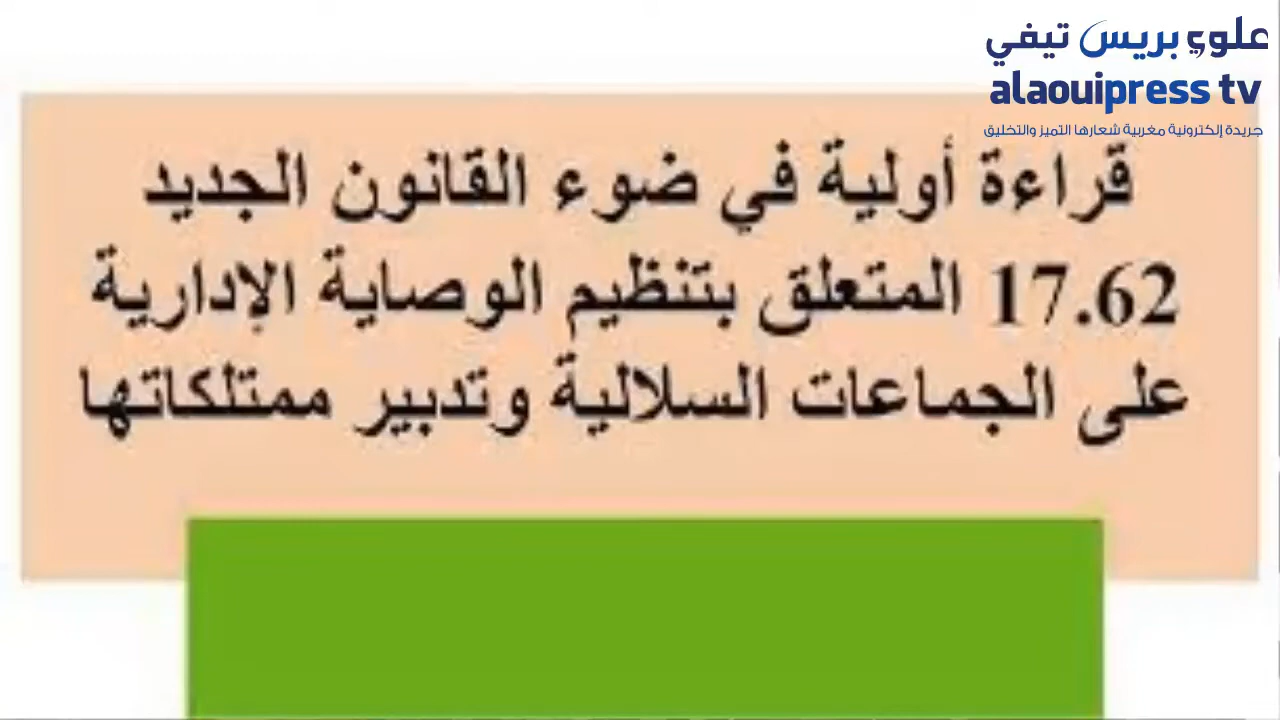 علوي بريس تيفي
alaouipress tv
جريدة إلكترونية مغربية شعارها التميز والتخليق
قراءة أولية في ضوء القانون الجديد
17.62 المتعلق بتنظيم الوصاية الإدارية
على الجماعات السلالية وتدبير ممتلكاتها